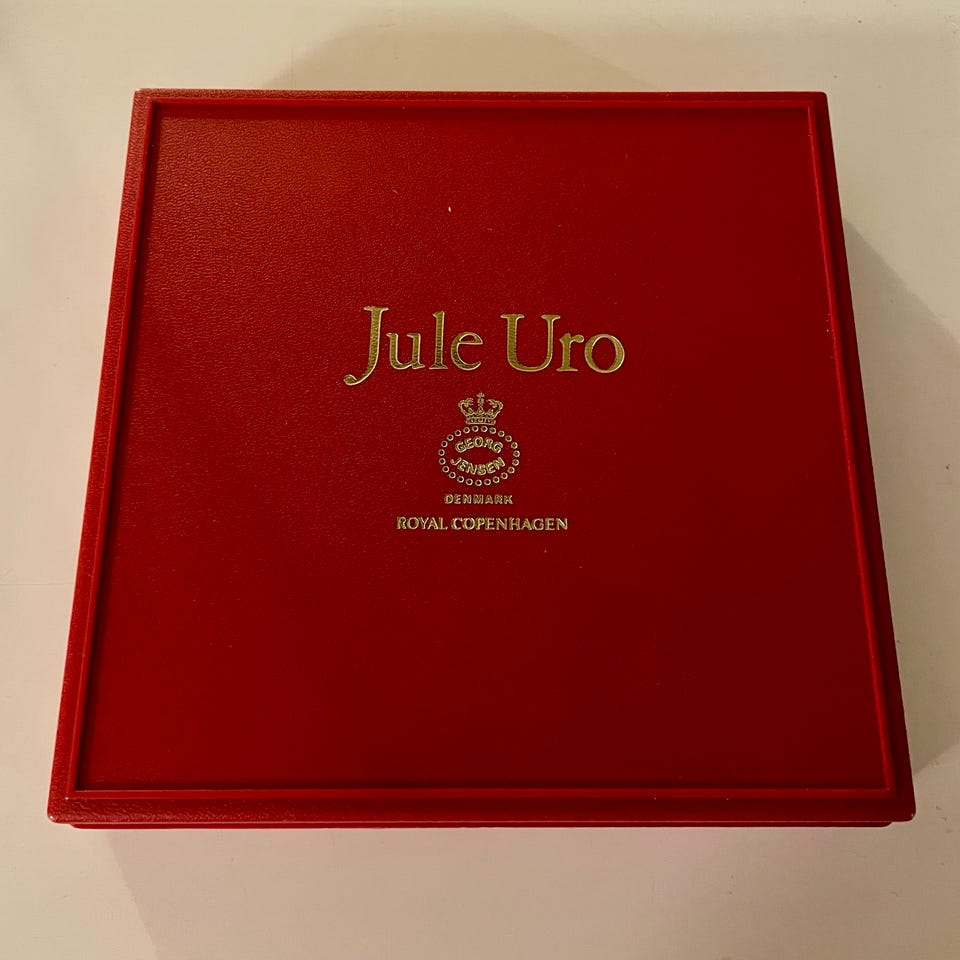 Jule Uro
GEORG
JENSEN
DENMARK
ROYAL COPENHAGEN